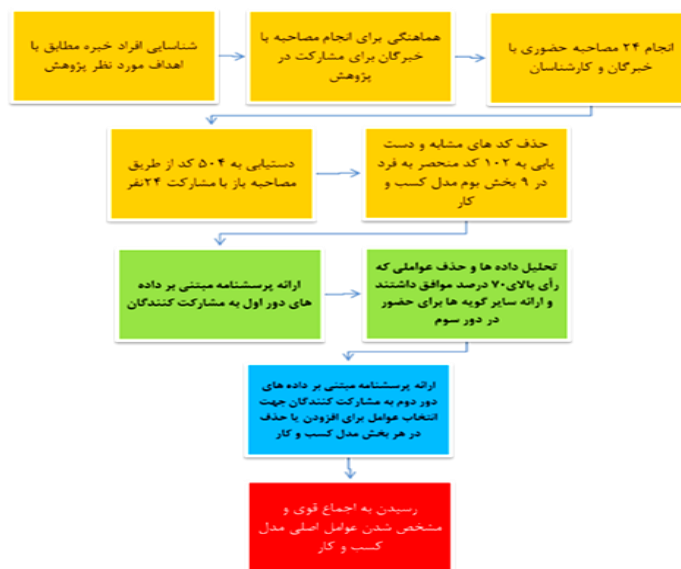 شناسایی افراد خبره مطابق با
اهداف مورد نظر پژوهش
هماهنگی برای انجام مصاحبه با
خبرگان برای مشارکت در
پژوهش
انجام ۲۴ مصاحبه حضوری با
خبرگان و کارشناسان
دستیابی به ۵۰۴ کد از طریق
مصاحبه باز با مشارکت ۲۴نفر
حذف کد های مشابه و دست
یابی به ۱۰۲ کد منحصر به فرد
در ۹ بخش بوم مدل کسب و
کار
ارائه پرسشنامه مبتنی بر داده
های دور اول به مشارکت کنندگان
تحلیل داده ها و حذف عواملی که
رأی بالای۷۰ درصد موافق داشتند
و ارائه سایر گویه ها برای حضور
در دور سوم
ارائه پرسشنامه مبتنی بر داده های
دور دوم به مشارکت کنندگان جهت
انتخاب عوامل برای افزودن یا حذف
در هر بخش مدل کسب و کار
رسیدن به اجماع قوی و
مشخص شدن عوامل اصلی مدل
کسب و کار